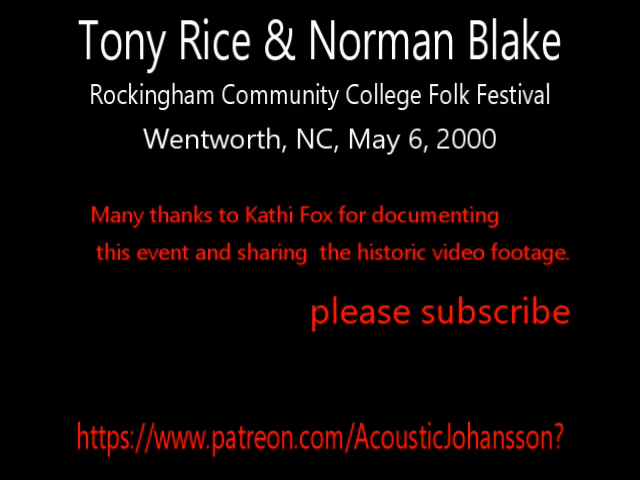 Tony Rice & Norman Blake
Rockingham Community College Folk Festival
Wentworth, NC, May 6, 2000
Many thanks to Kathi Fox for documenting
this event and sharing  the historic video footage.
please subscribe
https://www.patreon.com/AcousticJohansson?